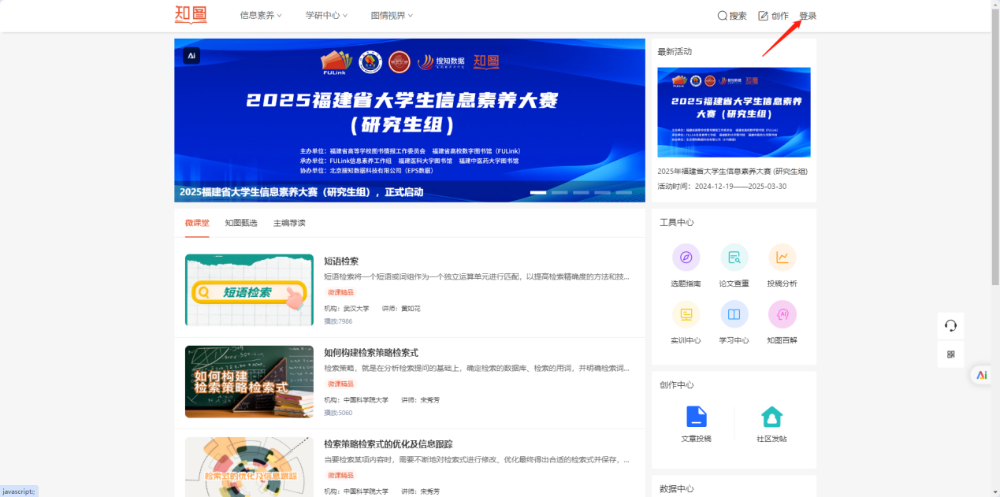 知图
信息素养
学研中心
图情视界
搜索
创作
登录
Ai
FULink
搜知数据
知图
2025福建省大学生信息素养大赛
(研究生组)
主办单位：福建省高等学校图书情报工作委员会 福建省高校数字图书馆（FULink）
承办单位：FULink信息素养工作组 福建医科大学图书馆 福建中医药大学图书馆
协办单位：北京搜知数据科技有限公司（EPS数据）
2025福建省大学生信息素养大赛（研究生组），正式启动
最新活动
2025福建省大学生信息素养
大赛（研究生组）
2025年福建省大学生信息素养大赛 (研究生组)
活动时间：2024-12-19——2025-03-30
微课堂
知图甄选
主编荐读
短语检索
短语检索
短语检索将一个短语或词组作为一个独立运算单元进行匹配，以提高检索精确度的方法和技...
微课精品
机构：武汉大学 讲师：黄如花
播放:7986
如何构建
检索策略检索式
如何构建检索策略检索式
检索策略，就是在分析检索提问的基础上，确定检索的数据库、检索的用词，并明确检索词...
微课精品
机构：中国科学院大学 讲师：宋秀芳
播放:5060
检索式的优化及信息跟踪
检索策略检索式的优化及信息跟踪
当要检索某项内容时，需要不断地对检索式进行修改、优化最终得出合适的检索式并保存，...
微课精品
机构：中国科学院大学 讲师：宋秀芳
工具中心
选题指南
论文查重
投稿分析
实训中心
学习中心
AI
知图百解
创作中心
文章投稿
社区发帖
数据中心
Ai
javascript:;